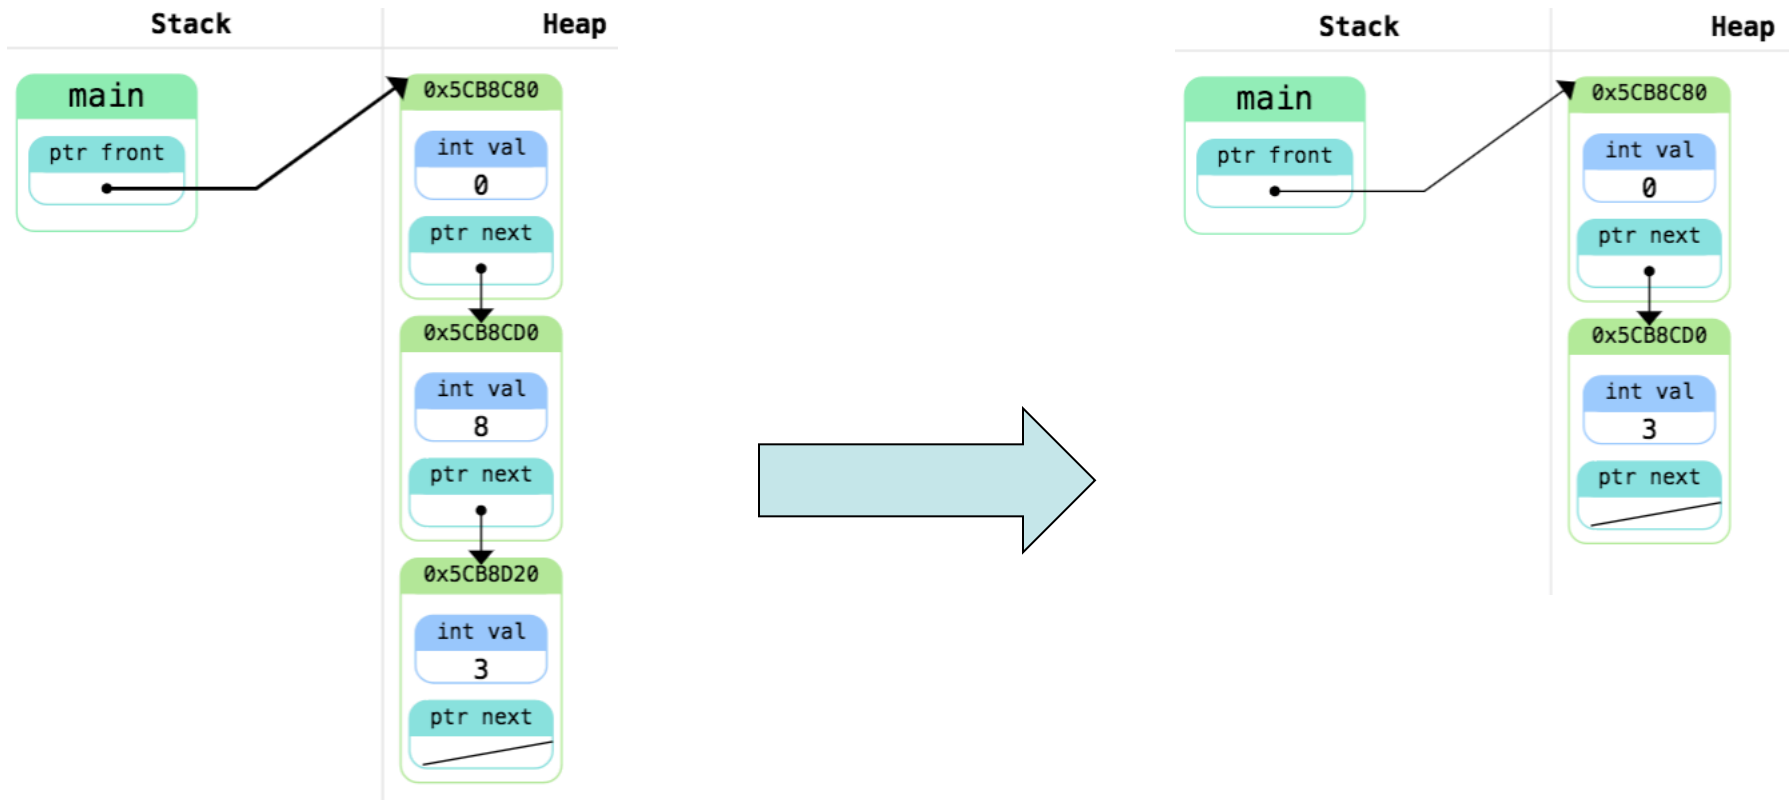 Stack
Heap
main
ptr front
0x5CB8C80
int val
0
ptr next
0x5CB8CD0
int val
8
ptr next
0x5CB8D20
int val
3
ptr next
Stack
Heap
main
ptr front
0x5CB8C80
int val
0
ptr next
0x5CB8CD0
int val
3
ptr next